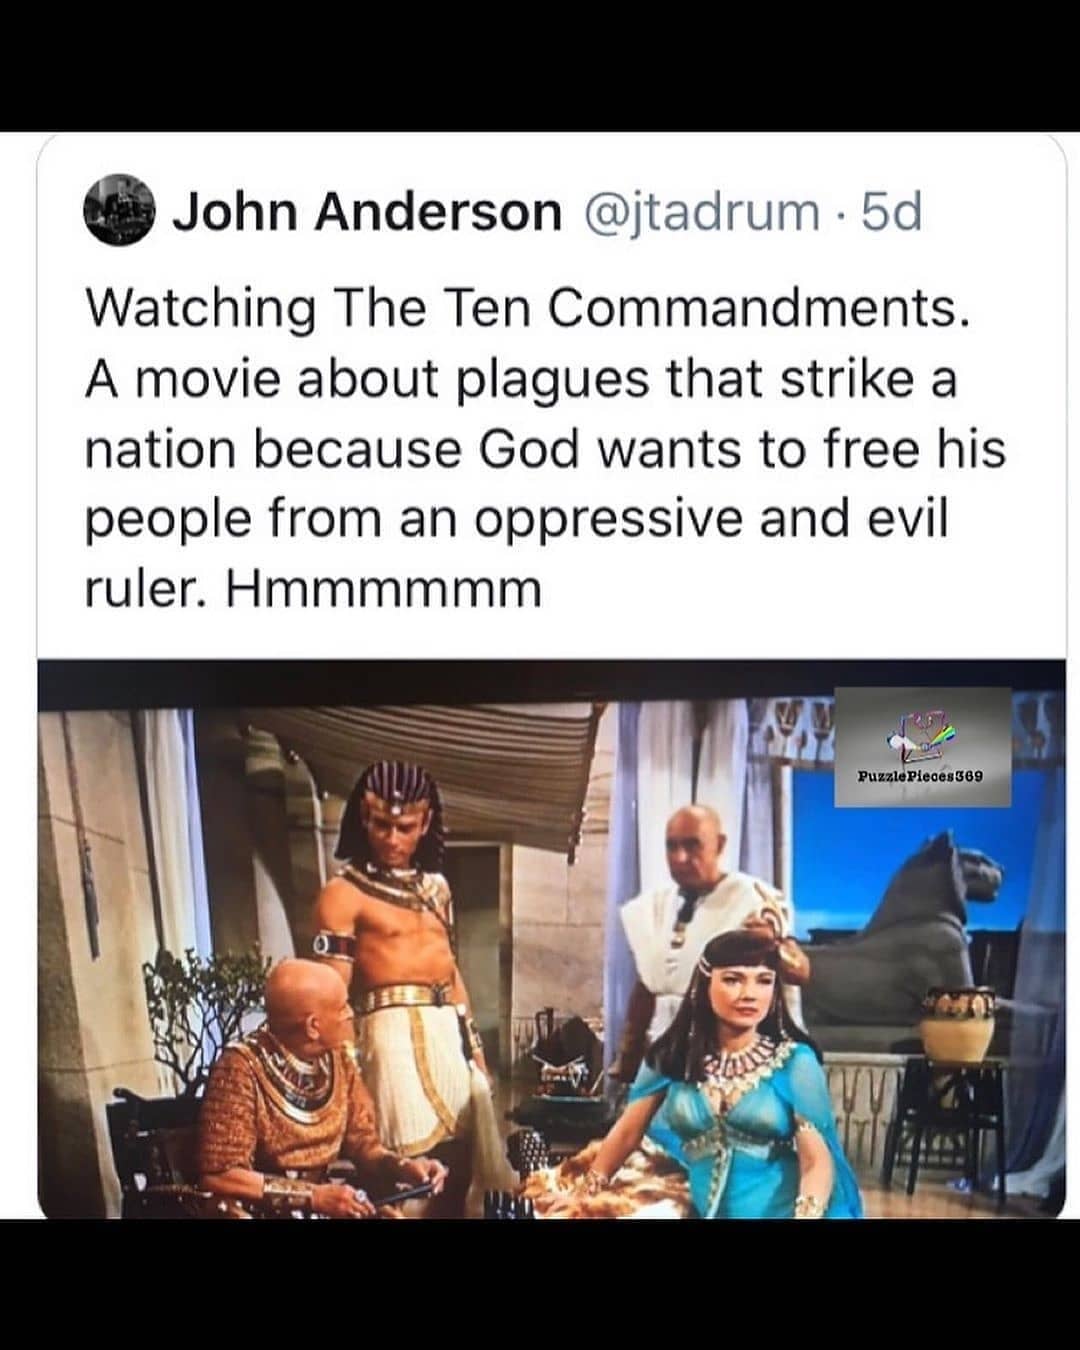 John Anderson @jtadrum · 5d
Watching The Ten Commandments.
A movie about plagues that strike a
nation because God wants to free his
people from an oppressive and evil
ruler. Hmmmmmm
PuzzlePieces369